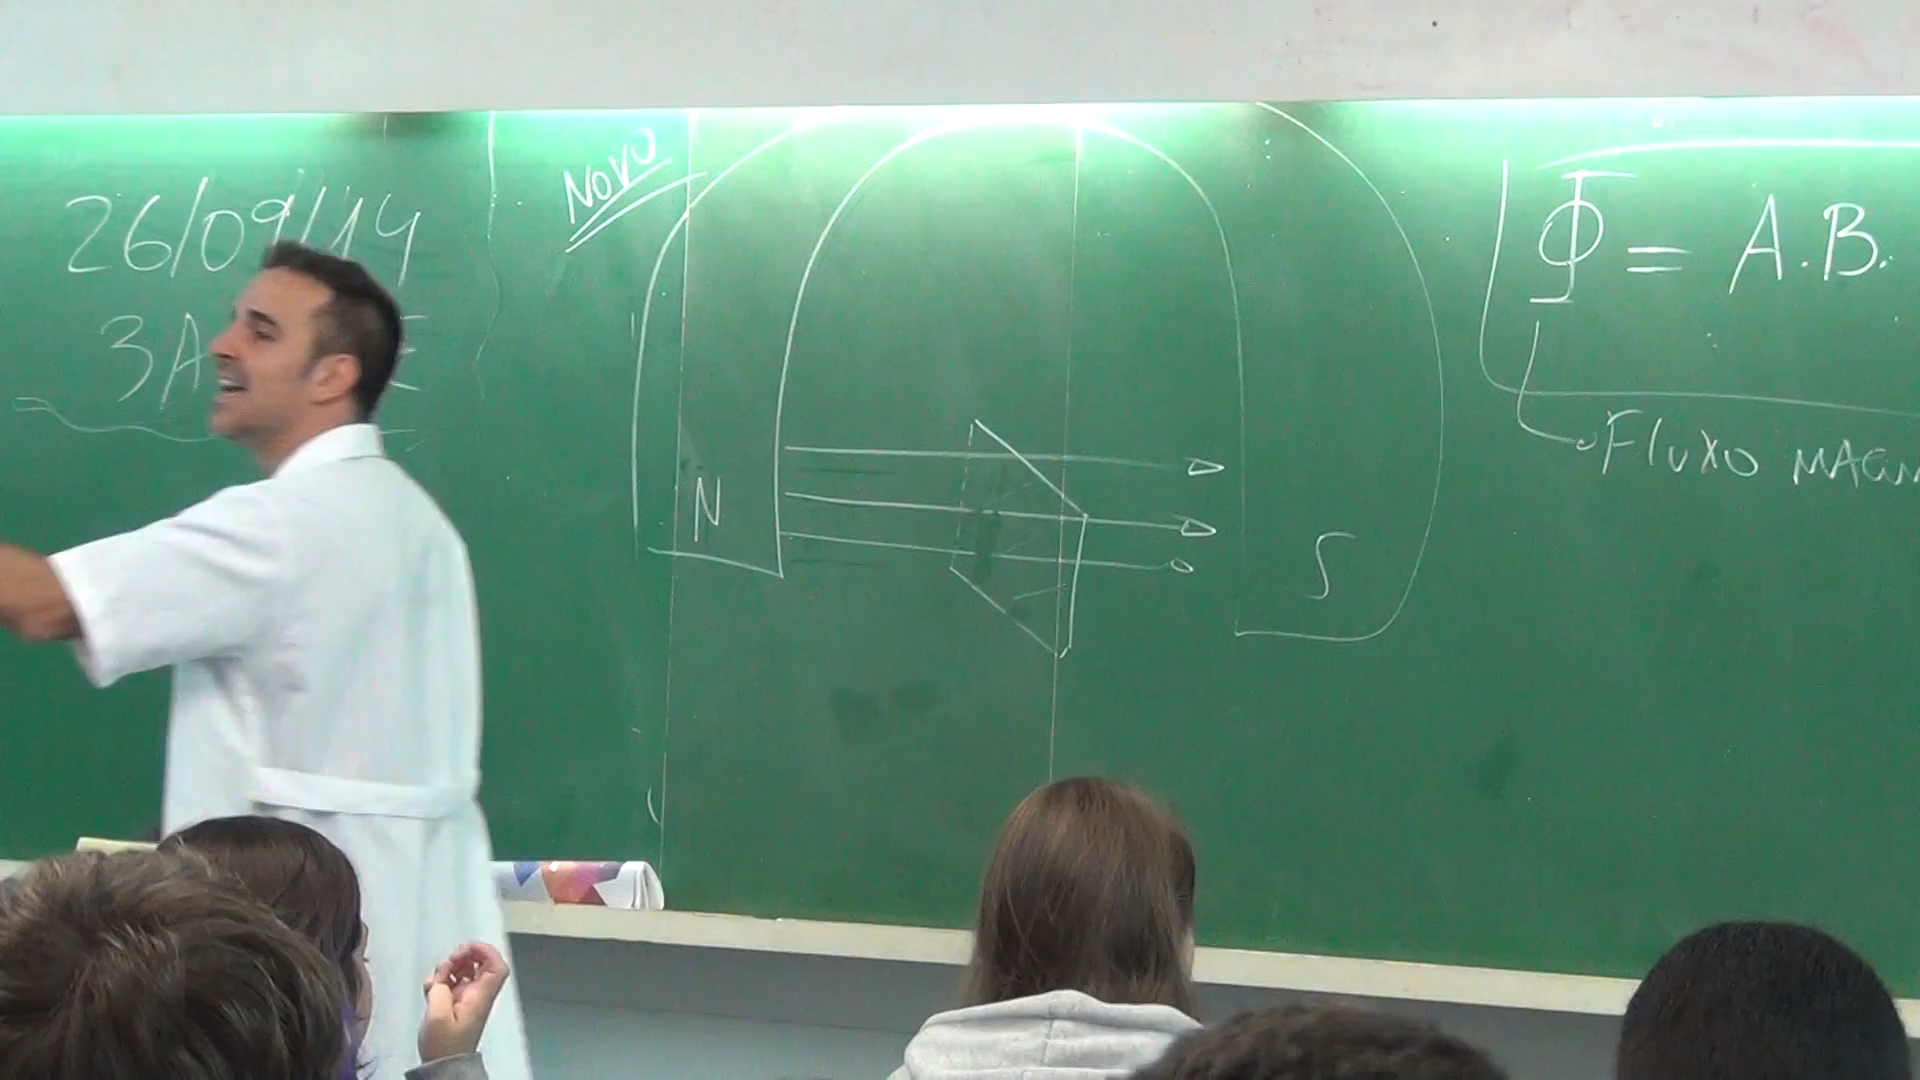 26/09/14
3A
NOVO
N
S
Φ = A.B.
FLUXO